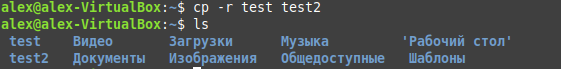 alex@alex-VirtualBox:~$ cp -r test test2
alex@alex-VirtualBox:~$ ls
test Видео Загрузки Музыка 'Рабочий стол'
test2 Документы Изображения Общедоступные Шаблоны